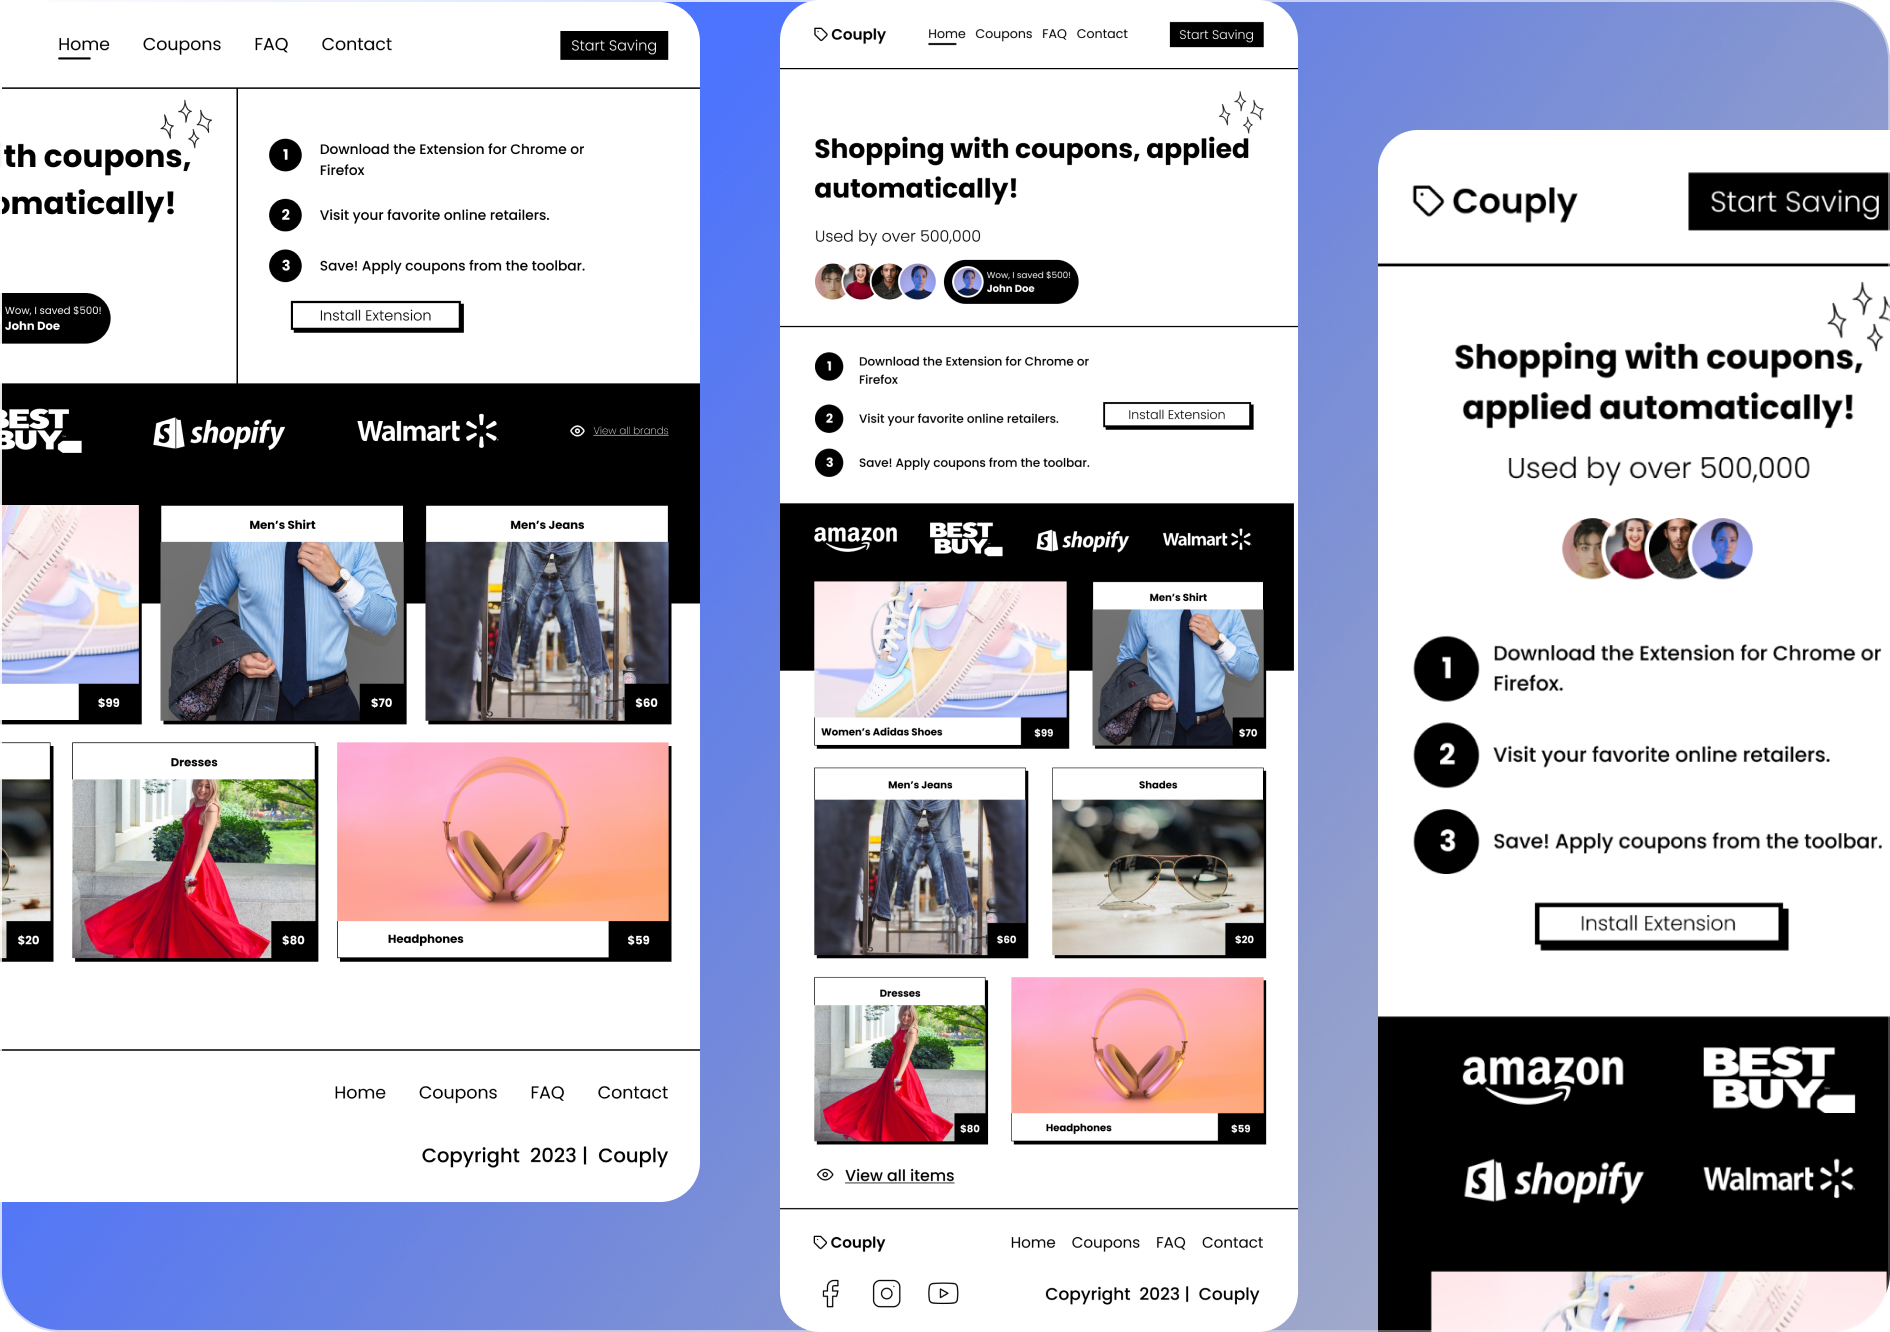 Home Coupons FAQ Contact
Start Saving
th coupons,
omatically!
Wow, I saved $500!
John Doe
1
Download the Extension for Chrome or
Firefox
2
Visit your favorite online retailers.
3
Save! Apply coupons from the toolbar.
Install Extension
BEST
BUY
shopify
Walmart
View all brands
$99
Men's Shirt
$70
Men's Jeans
$60
$20
Dresses
$80
Headphones
$59
Home Coupons FAQ Contact
Copyright 2023 | Couply
Couply
Home Coupons FAQ Contact
Start Saving
Shopping with coupons, applied
automatically!
Used by over 500,000
Wow, I saved $500!
John Doe
1
Download the Extension for Chrome or
Firefox
2
Visit your favorite online retailers.
3
Save! Apply coupons from the toolbar.
Install Extension
amazon
BEST
BUY
shopify
Walmart
Women's Adidas Shoes
$99
Men's Shirt
$70
Men's Jeans
$60
Shades
$20
Dresses
$80
Headphones
$59
View all items
Couply
Home Coupons FAQ Contact
Copyright 2023 | Couply
Couply
Start Saving
Shopping with coupons,
applied automatically!
Used by over 500,000
1
Download the Extension for Chrome or
Firefox.
2
Visit your favorite online retailers.
3
Save! Apply coupons from the toolbar.
Install Extension
amazon
BEST
BUY
shopify
Walmart